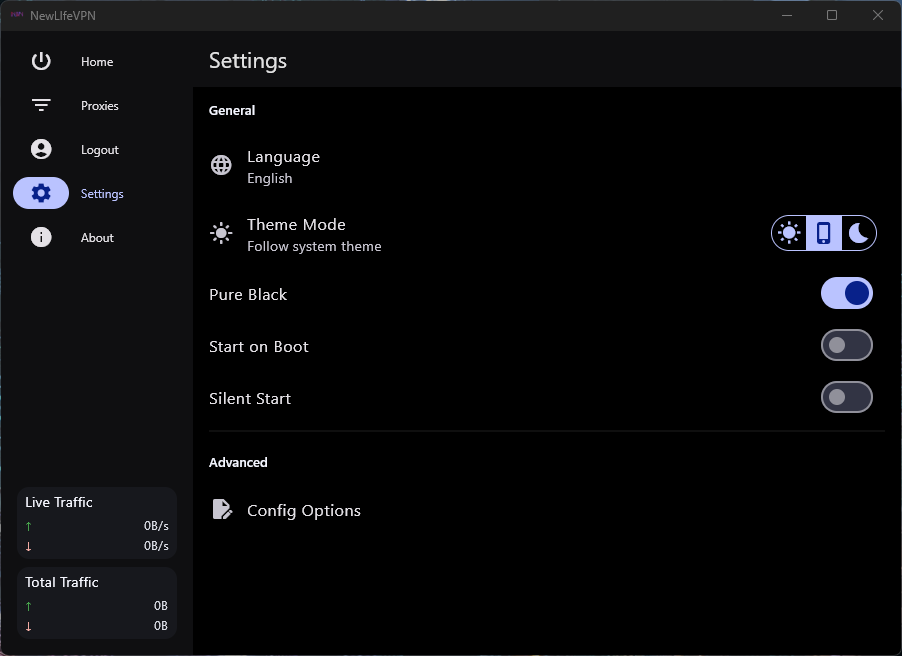 NewLIfeVPN
Home
Proxies
Logout
Settings
About
Live Traffic
↑ 0B/s
↓ 0B/s
Total Traffic
↑ 0B
↓ 0B
Settings
General
Language
English
Theme Mode
Follow system theme
Pure Black
Start on Boot
Silent Start
Advanced
Config Options